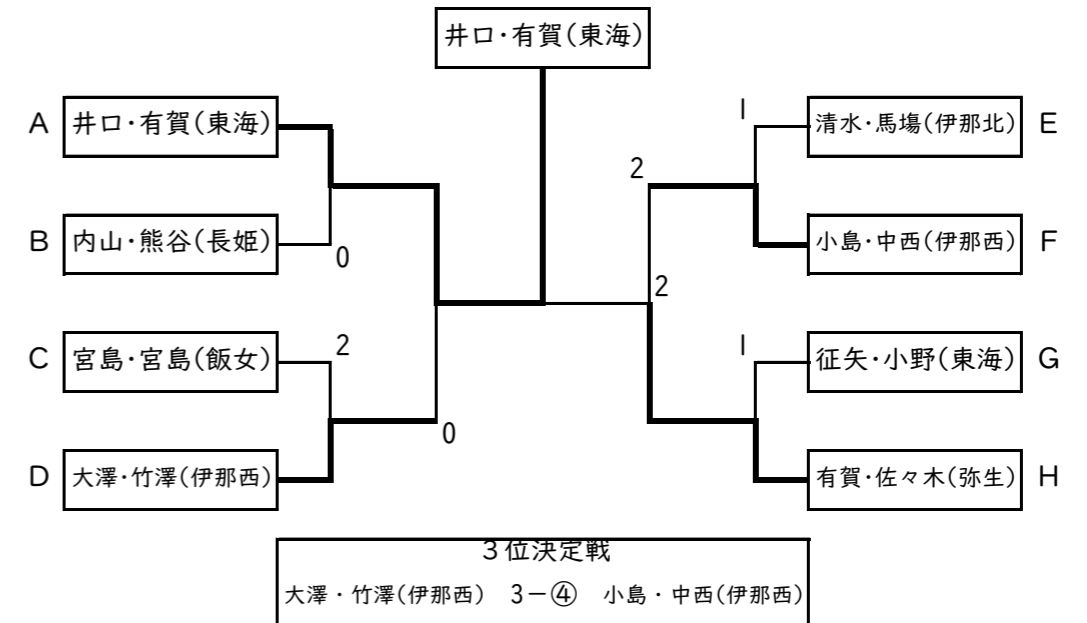 井口・有賀(東海)
A 井口・有賀(東海)
1 清水・馬場(伊那北) E
2
B 内山・熊谷(長姫)
0
小島・中西(伊那西) F
2
C 宮島・宮島(飯女)
2
1 征矢・小野(東海) G
0
D 大澤・竹澤(伊那西)
有賀・佐々木(弥生) H
３位決定戦
大澤・竹澤(伊那西) 3－④ 小島・中西(伊那西)